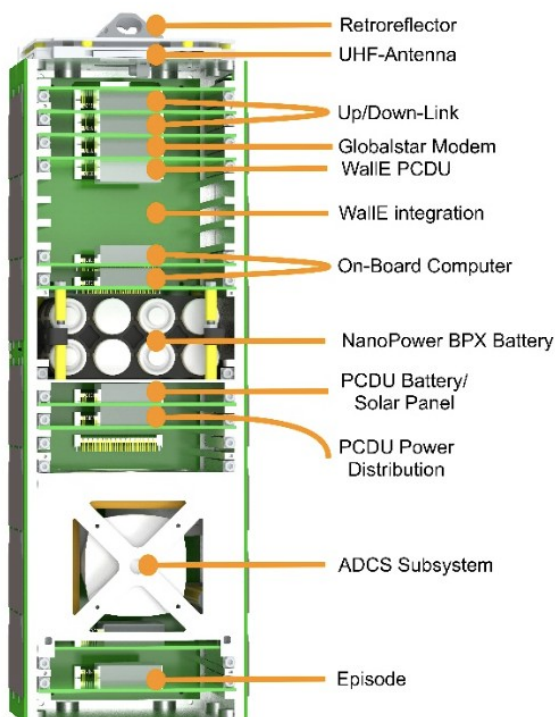 Retroreflector
UHF-Antenna
Up/Down-Link
Globalstar Modem
WallE PCDU
WallE integration
On-Board Computer
NanoPower BPX Battery
PCDU Battery/
Solar Panel
PCDU Power
Distribution
ADCS Subsystem
Episode